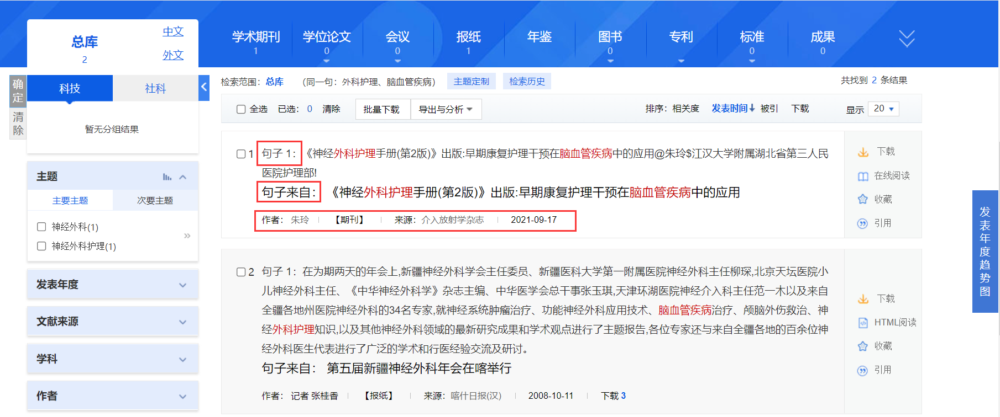 总库
2
中文
外文
学术期刊
1
学位论文
0
会议
0
报纸
1
年鉴
图书
0
专利
标准
0
成果
0
确定
清除
科技
社科
暂无分组结果
主题
主要主题
次要主题
神经外科(1)
神经外科护理(1)
»
发表年度
文献来源
学科
作者
检索范围：总库 （同一句：外科护理、脑血管疾病） 主题定制 检索历史
共找到 2 条结果
全选 已选：0 清除 批量下载 导出与分析
排序：相关度 发表时间↓ 被引 下载
显示 20
1 句子 1：《神经外科护理手册(第2版)》出版:早期康复护理干预在脑血管疾病中的应用@朱玲$江汉大学附属湖北省第三人民
医院护理部!
句子来自：《神经外科护理手册(第2版)》出版:早期康复护理干预在脑血管疾病中的应用
作者： 朱玲 【期刊】 来源：介入放射学杂志 2021-09-17
下载
在线阅读
收藏
引用
2 句子 1：在为期两天的年会上,新疆神经外科学会主任委员、新疆医科大学第一附属医院神经外科主任柳琛,北京天坛医院小
儿神经外科主任、《中华神经外科学》杂志主编、中华医学会总干事张玉琪,天津环湖医院神经介入科主任范一木以及来自
全疆各地州医院神经外科的34名专家,就神经系统肿瘤治疗、功能神经外科应用技术、脑血管疾病治疗、颅脑外伤救治、神
经外科护理知识,以及其他神经外科领域的最新研究成果和学术观点进行了主题报告,各位专家还与来自全疆各地的百余位神
经外科医生代表进行了广泛的学术和行医经验交流及研讨。
句子来自： 第五届新疆神经外科年会在喀举行
作者： 记者 张桂香 【报纸】 来源：喀什日报(汉) 2008-10-11 下载 3
下载
HTML阅读
收藏
引用
发表年度趋势图